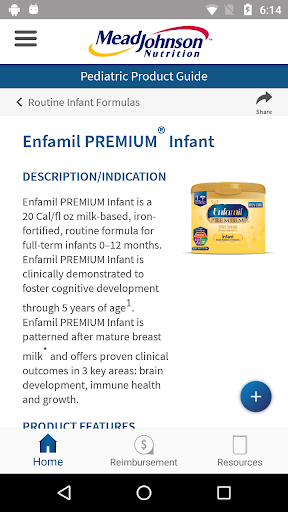 6:14
MeadJohnson™
Nutrition
Pediatric Product Guide
Routine Infant Formulas
Share
Enfamil PREMIUM® Infant
DESCRIPTION/INDICATION
Enfamil PREMIUM Infant is a
20 Cal/fl oz milk-based, iron-
fortified, routine formula for
full-term infants 0–12 months.
Enfamil PREMIUM Infant is
clinically demonstrated to
foster cognitive development
through 5 years of age1.
Enfamil PREMIUM Infant is
patterned after mature breast
milk* and offers proven clinical
outcomes in 3 key areas: brain
development, immune health
and growth.
Enfamil
PREMIUM
Infant
PRODUCT FEATURES
+
Home
Reimbursement
Resources